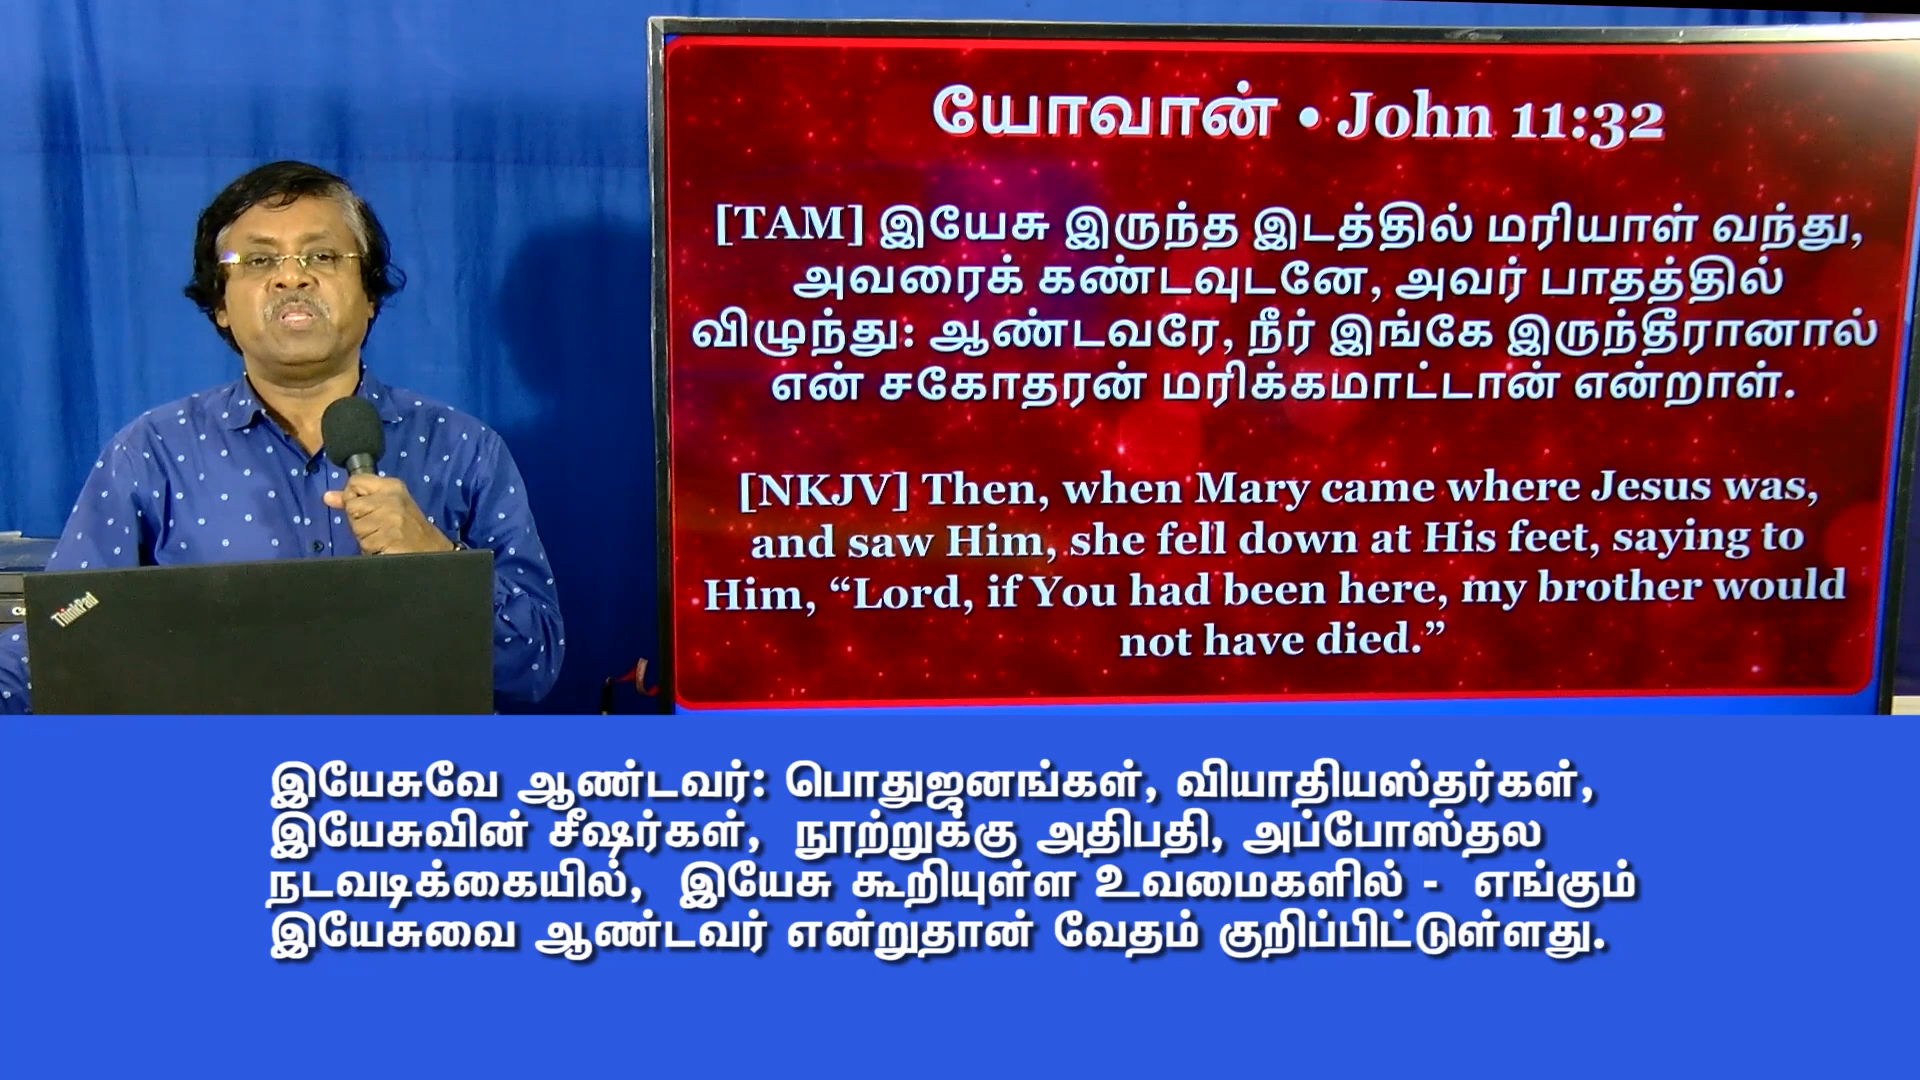 யோவான் • John 11:32
[TAM] இயேசு இருந்த இடத்தில் மரியாள் வந்து,
அவரைக் கண்டவுடனே, அவர் பாதத்தில்
விழுந்து: ஆண்டவரே, நீர் இங்கே இருந்தீரானால்
என் சகோதரன் மரிக்கமாட்டான் என்றாள்.
[NKJV] Then, when Mary came where Jesus was,
and saw Him, she fell down at His feet, saying to
Him, “Lord, if You had been here, my brother would
not have died.”
ThinkPad
இயேசுவே ஆண்டவர்: பொதுஜனங்கள், வியாதியஸ்தர்கள்,
இயேசுவின் சீஷர்கள், நூற்றுக்கு அதிபதி, அப்போஸ்தல
நடவடிக்கையில், இயேசு கூறியுள்ள உவமைகளில் - எங்கும்
இயேசுவை ஆண்டவர் என்றுதான் வேதம் குறிப்பிட்டுள்ளது.